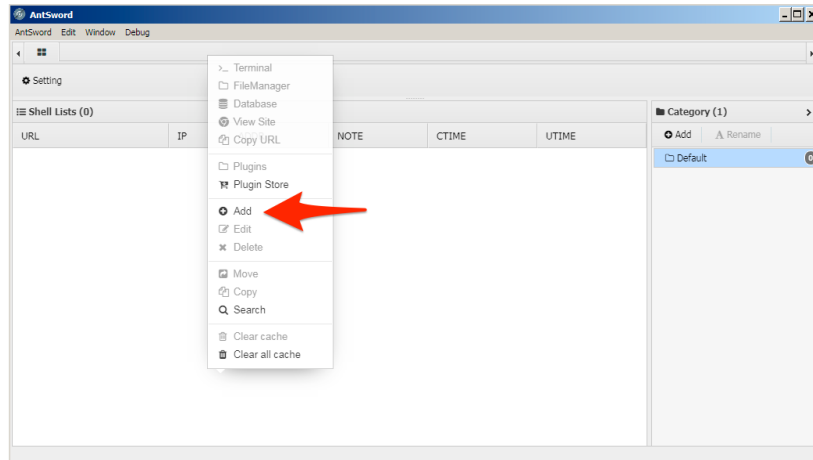 AntSword
AntSword Edit Window Debug
Setting
Shell Lists (0)
URL IP NOTE CTIME UTIME
Terminal
FileManager
Database
View Site
Copy URL
Plugins
Plugin Store
Add
Edit
Delete
Move
Copy
Search
Clear cache
Clear all cache
Category (1)
Add Rename
Default 0